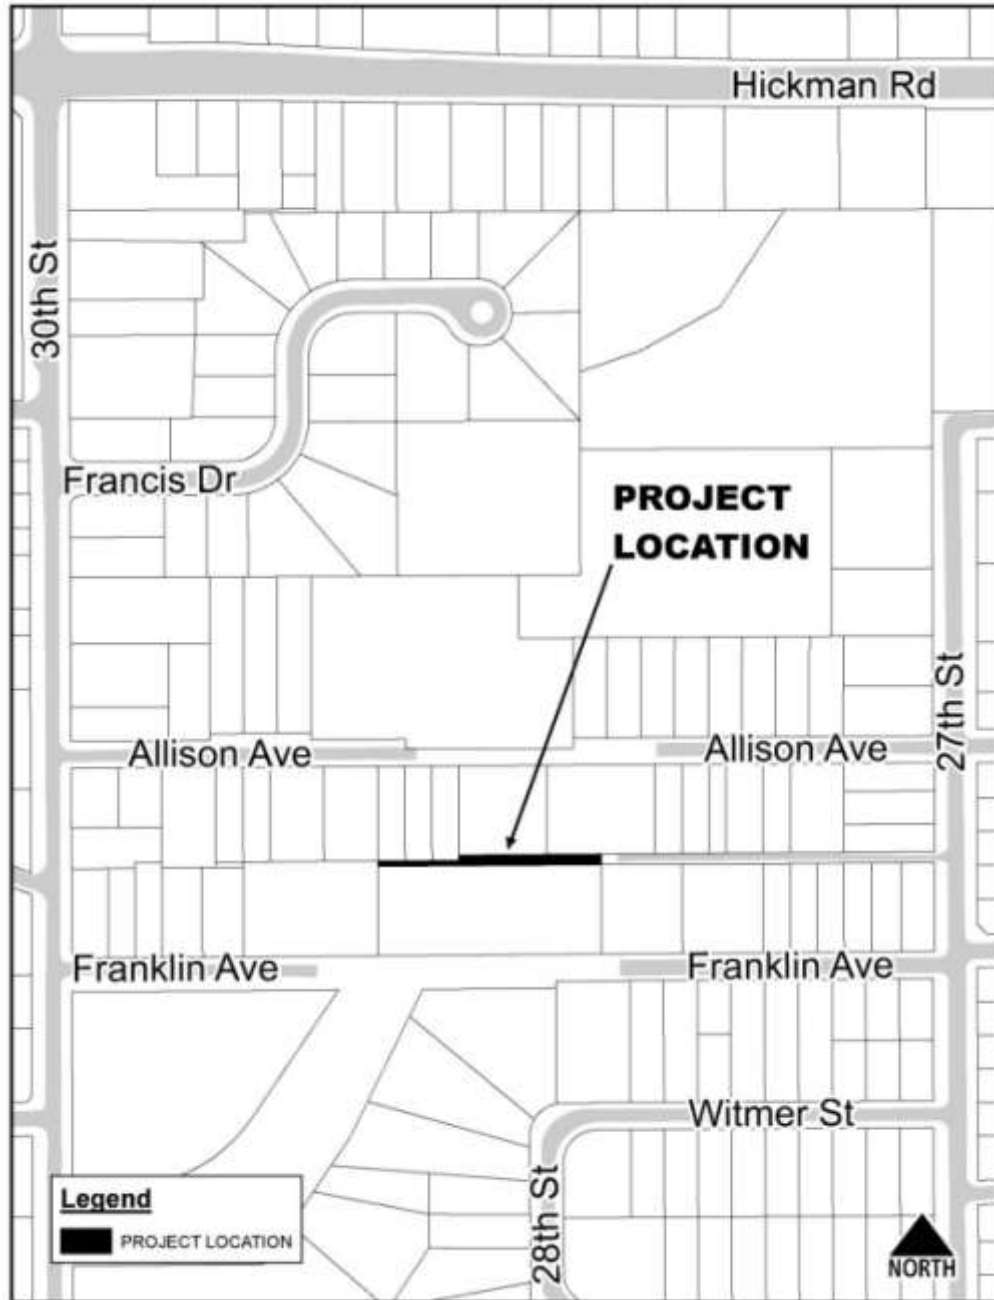 Hickman Rd
30th St
Francis Dr
PROJECT
LOCATION
27th St
Allison Ave
Allison Ave
Franklin Ave
Franklin Ave
Witmer St
28th St
Legend
PROJECT LOCATION
NORTH